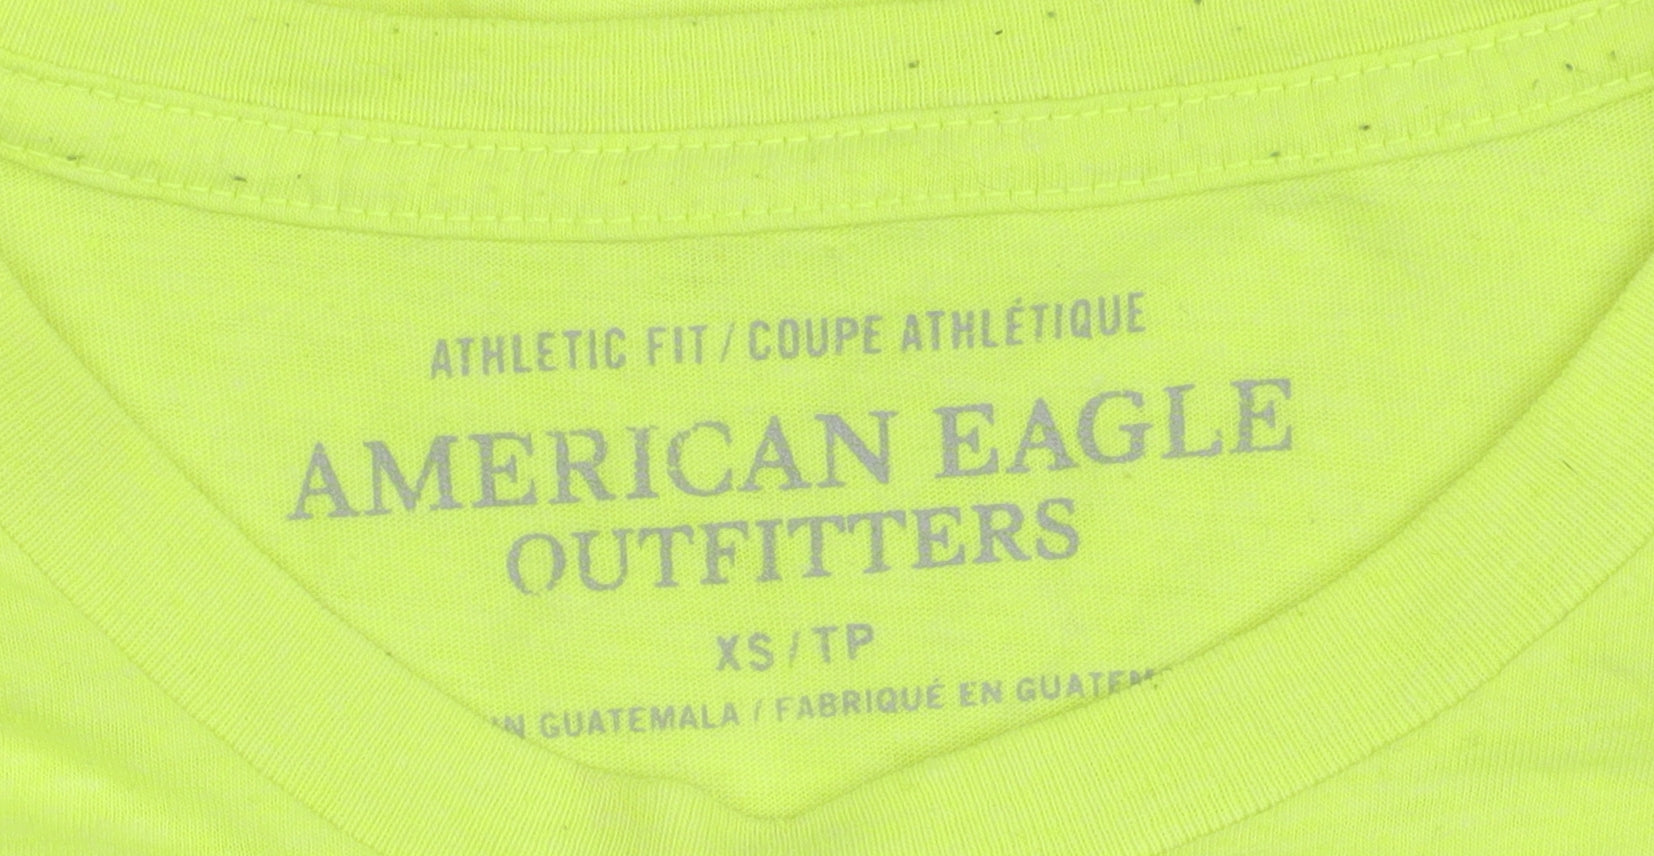 ATHLETIC FIT / COUPE ATHLÉTIQUE
AMERICAN EAGLE
OUTFITTERS
XS / TP
GUATEMALA / FABRIQUÉ EN